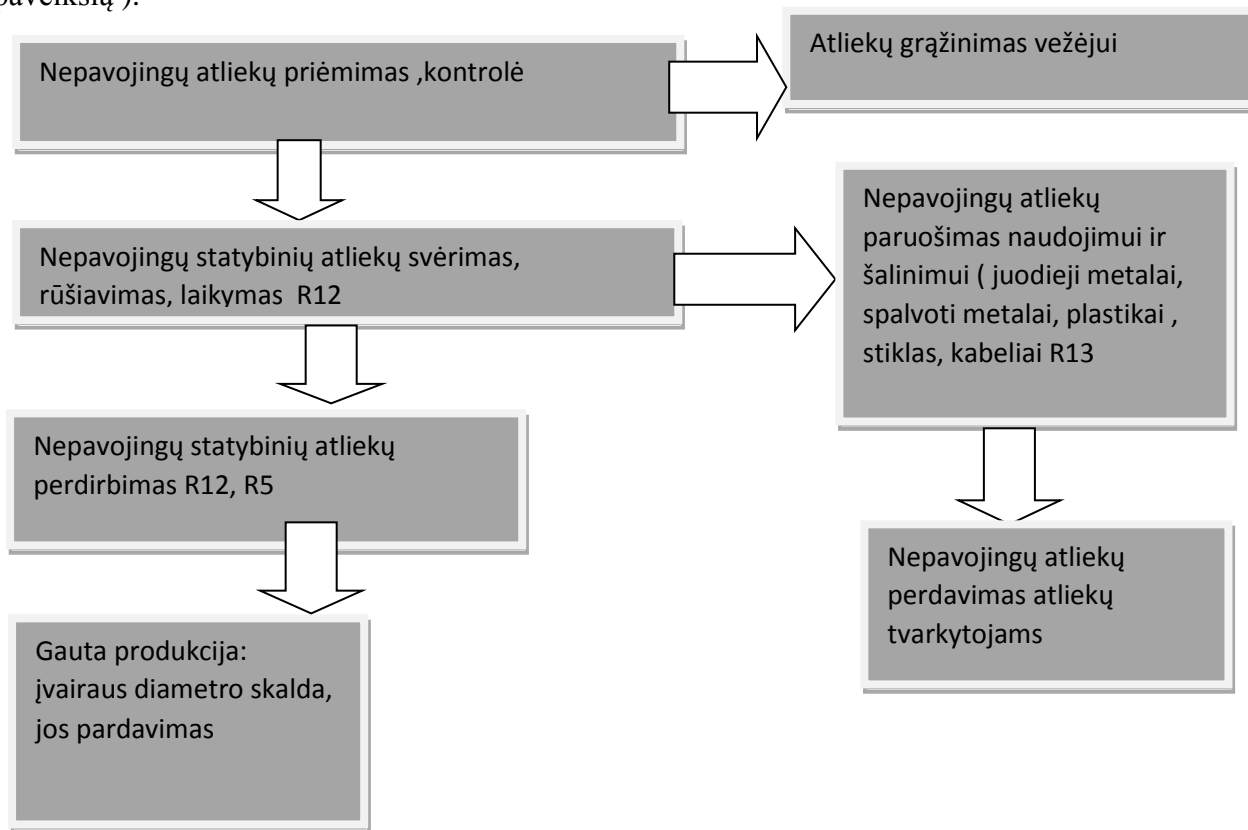 paveikslą ).
Nepavojingų atliekų priėmimas ,kontrolė
Atliekų grąžinimas vežėjui
Nepavojingų statybinių atliekų svėrimas,
rūšiavimas, laikymas R12
Nepavojingų atliekų
paruošimas naudojimui ir
šalinimui ( juodieji metalai,
spalvoti metalai, plastikai ,
stiklas, kabeliai R13
Nepavojingų statybinių atliekų
perdirbimas R12, R5
Nepavojingų atliekų
perdavimas atliekų
tvarkytojams
Gauta produkcija:
įvairaus diametro skalda,
jos pardavimas